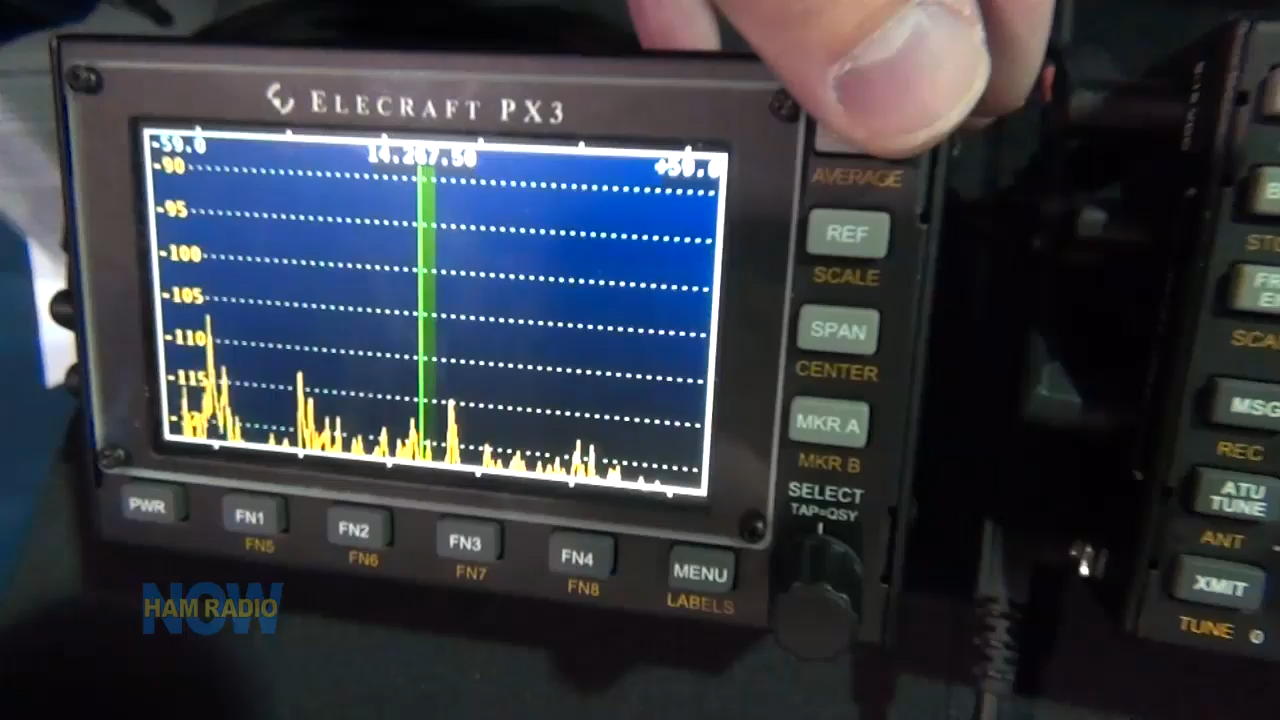 ELECRAFT PX3
-59.0 14.267.50 +50.0
-90
-95
-100
-105
-110
-115
AVERAGE
REF
SCALE
SPAN
CENTER
MKR A
MKR B
SELECT
TAP=QSY
PWR
FN1
FN2
FN3
FN4
MENU
FN5
FN6
FN7
FN8
LABELS
MSG
REC
ATU
TUNE
ANT
XMIT
TUNE
NOW
HAM RADIO